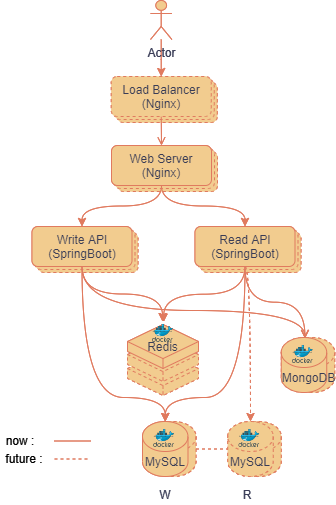 Actor
Load Balancer
(Nginx)
Web Server
(Nginx)
Write API
(SpringBoot)
Read API
(SpringBoot)
docker
Redis
docker
MongoDB
now :
future :
docker
MySQL
docker
MySQL
W
R